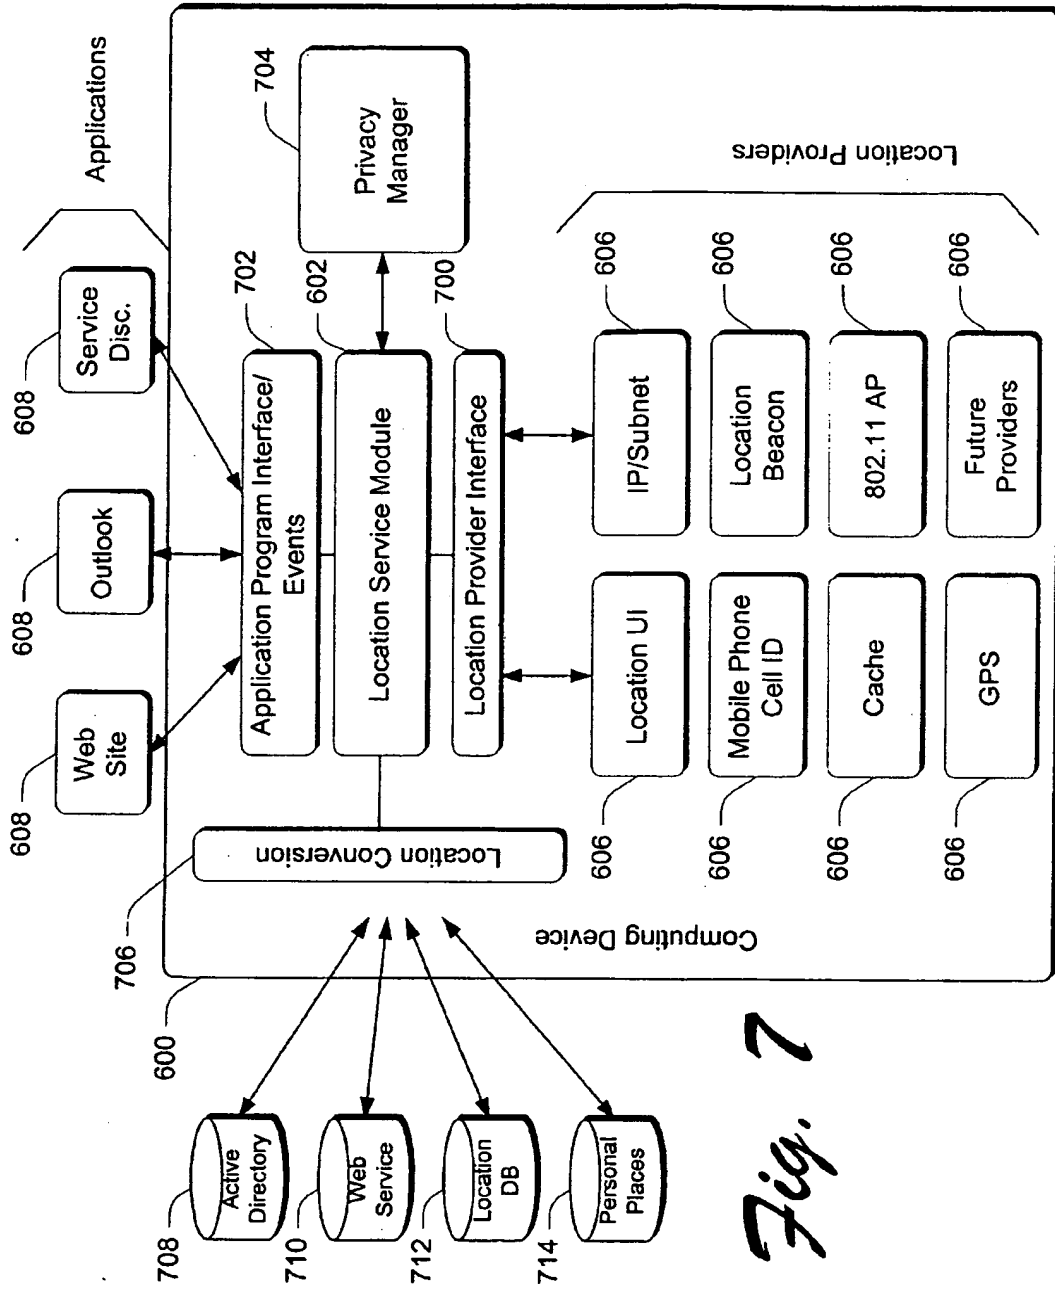 Applications
608
Web
Site
608
Outlook
608
Service
Disc.
600
706
Location Conversion
702
Application Program Interface/
Events
602
Location Service Module
700
Location Provider Interface
704
Privacy
Manager
708
Active
Directory
710
Web
Service
712
Location
DB
714
Personal
Places
Computing Device
606
Location UI
606
IP/Subnet
606
Mobile Phone
Cell ID
606
Location
Beacon
606
Cache
606
802.11 AP
606
GPS
606
Future
Providers
Location Providers
Fig. 7